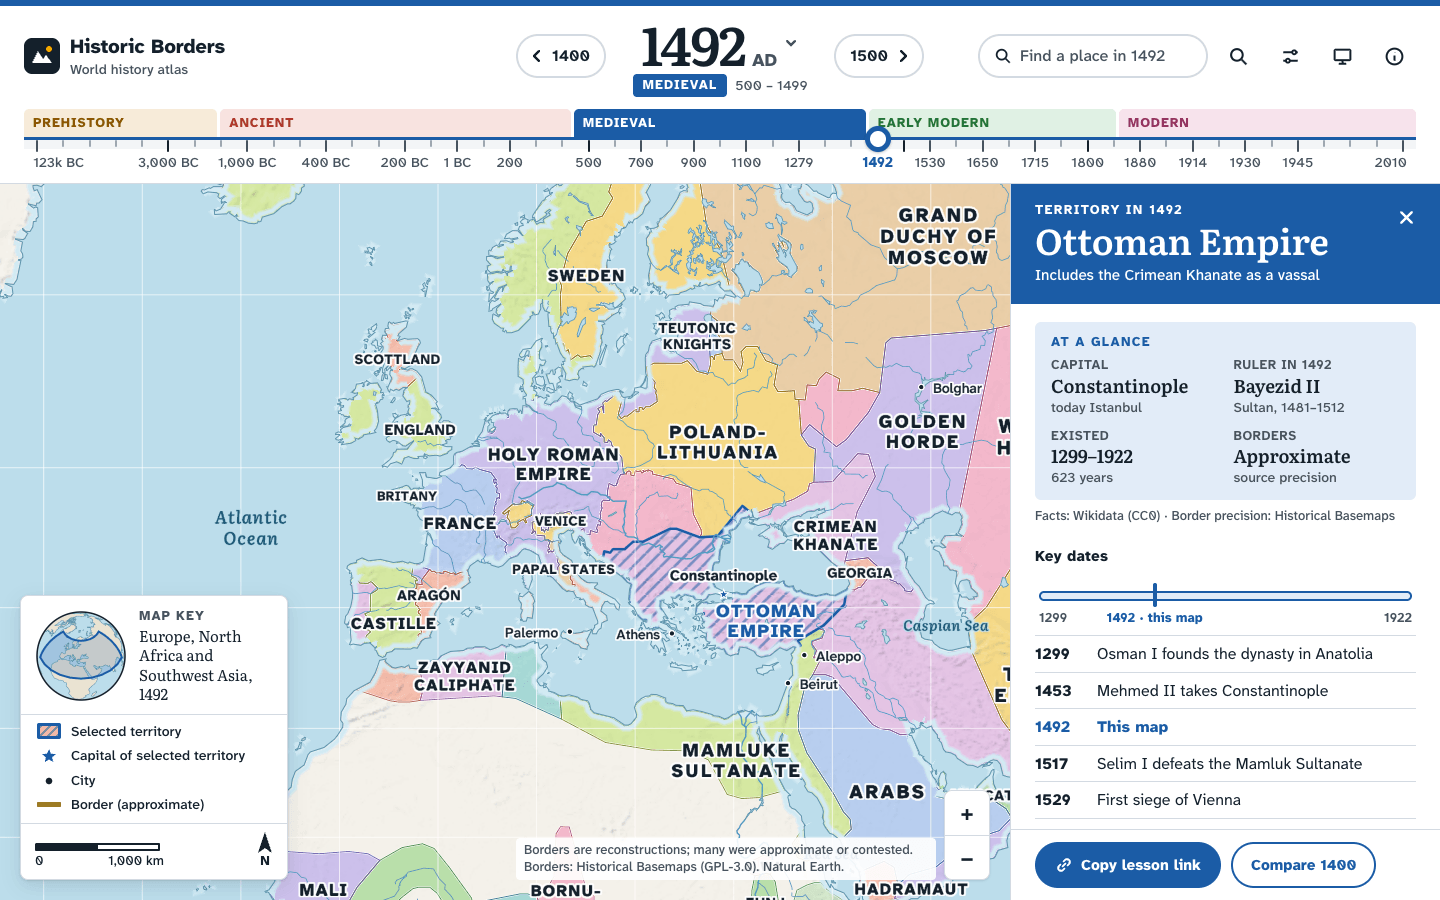 Historic Borders
World history atlas
1400
1492 AD
MEDIEVAL 500 – 1499
1500
Find a place in 1492
PREHISTORY
ANCIENT
MEDIEVAL
EARLY MODERN
MODERN
123k BC
3,000 BC
1,000 BC
400 BC
200 BC
1 BC
200
500
700
900
1100
1279
1492
1530
1650
1715
1800
1880
1914
1930
1945
2010
GRAND
DUCHY OF
MOSCOW
SWEDEN
TEUTONIC
KNIGHTS
SCOTTLAND
Bolghar
ENGLAND
GOLDEN
HORDE
POLAND-
LITHUANIA
HOLY ROMAN
EMPIRE
BRITANY
Atlantic
Ocean
FRANCE
VENICE
CRIMEAN
KHANATE
PAPAL STATES
Constantinople
GEORGIA
ARAGÓN
OTTOMAN
EMPIRE
CASTILLE
Palermo
Athens
Caspian Sea
Aleppo
ZAYYANID
CALIPHATE
Beirut
MAMLUKE
SULTANATE
ARABS
MALI
BORNU-
HADRAMAUT
MAP KEY
Europe, North
Africa and
Southwest Asia,
1492
Selected territory
Capital of selected territory
City
Border (approximate)
0 1,000 km
N
Borders are reconstructions; many were approximate or contested.
Borders: Historical Basemaps (GPL-3.0). Natural Earth.
+
−
TERRITORY IN 1492
Ottoman Empire
Includes the Crimean Khanate as a vassal
AT A GLANCE
CAPITAL
Constantinople
today Istanbul
RULER IN 1492
Bayezid II
Sultan, 1481–1512
EXISTED
1299–1922
623 years
BORDERS
Approximate
source precision
Facts: Wikidata (CC0) · Border precision: Historical Basemaps
Key dates
1299
1492 · this map
1922
1299 Osman I founds the dynasty in Anatolia
1453 Mehmed II takes Constantinople
1492 This map
1517 Selim I defeats the Mamluk Sultanate
1529 First siege of Vienna
Copy lesson link
Compare 1400